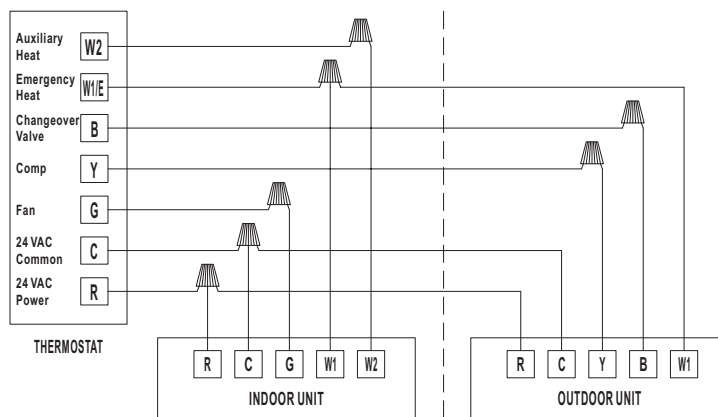 Auxiliary
Heat
W2
Emergency
Heat
W1/E
Changeover
Valve
B
Comp
Y
Fan
G
24 VAC
Common
C
24 VAC
Power
R
THERMOSTAT
R C G W1 W2
INDOOR UNIT
R C Y B W1
OUTDOOR UNIT